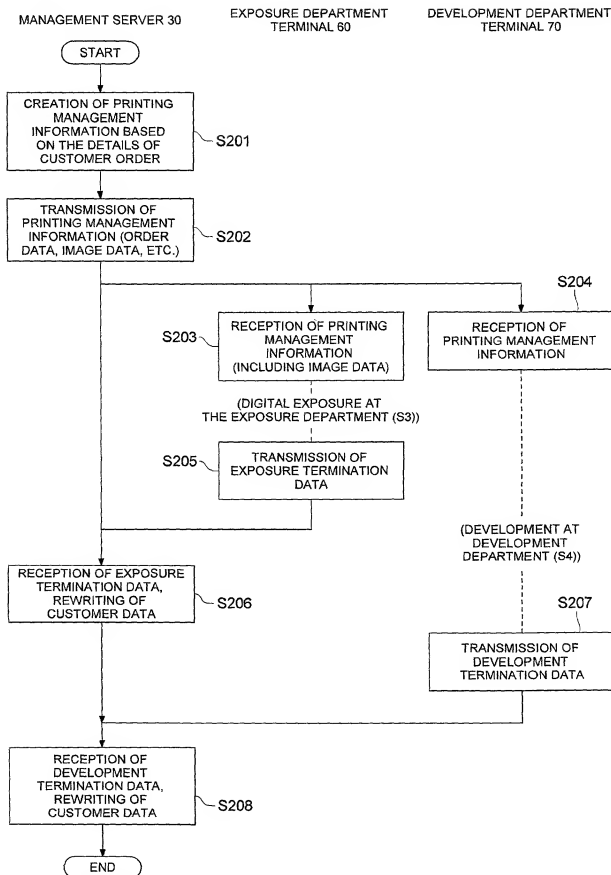 MANAGEMENT SERVER 30
EXPOSURE DEPARTMENT
TERMINAL 60
DEVELOPMENT DEPARTMENT
TERMINAL 70
START
CREATION OF PRINTING
MANAGEMENT
INFORMATION BASED
ON THE DETAILS OF
CUSTOMER ORDER
S201
TRANSMISSION OF
PRINTING MANAGEMENT
INFORMATION (ORDER
DATA, IMAGE DATA, ETC.)
S202
S203
RECEPTION OF PRINTING
MANAGEMENT
INFORMATION
(INCLUDING IMAGE DATA)
S204
RECEPTION OF
PRINTING MANAGEMENT
INFORMATION
(DIGITAL EXPOSURE AT
THE EXPOSURE DEPARTMENT (S3))
S205
TRANSMISSION OF
EXPOSURE TERMINATION
DATA
(DEVELOPMENT AT
DEVELOPMENT
DEPARTMENT (S4))
RECEPTION OF EXPOSURE
TERMINATION DATA,
REWRITING OF
CUSTOMER DATA
S206
S207
TRANSMISSION OF
DEVELOPMENT
TERMINATION DATA
RECEPTION OF
DEVELOPMENT
TERMINATION DATA,
REWRITING OF
CUSTOMER DATA
S208
END